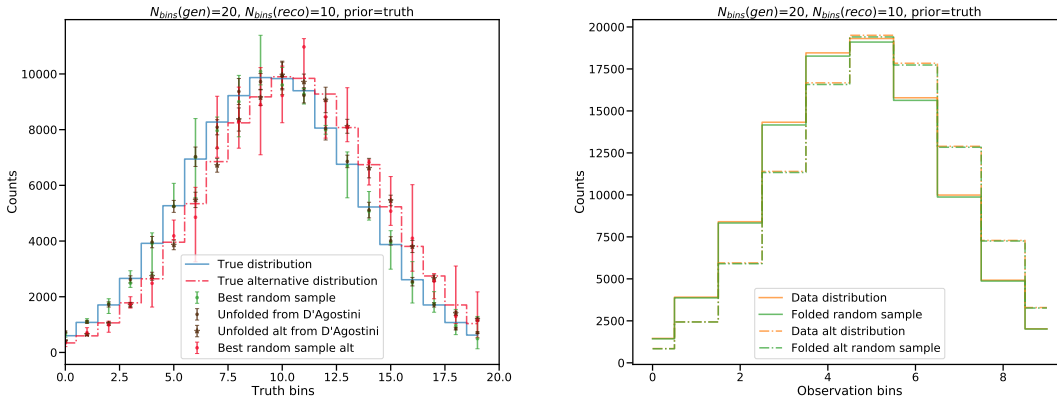 N_bins(gen)=20, N_bins(reco)=10, prior=truth
Counts
10000
8000
6000
4000
2000
0
True distribution
True alternative distribution
Best random sample
Unfolded from D'Agostini
Unfolded alt from D'Agostini
Best random sample alt
0.0 2.5 5.0 7.5 10.0 12.5 15.0 17.5 20.0
Truth bins
N_bins(gen)=20, N_bins(reco)=10, prior=truth
Counts
20000
17500
15000
12500
10000
7500
5000
2500
0
Data distribution
Folded random sample
Data alt distribution
Folded alt random sample
0 2 4 6 8
Observation bins